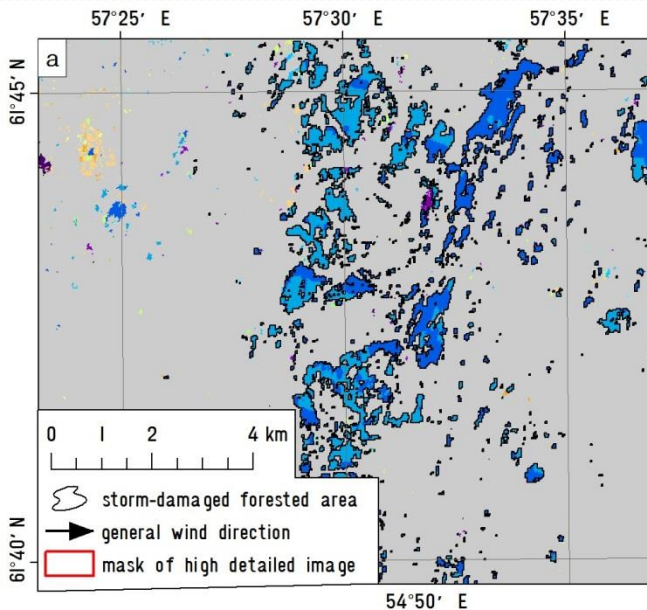 57°25′ E 57°30′ E 57°35′ E
a
61°45′ N
0 1 2 4 km
storm-damaged forested area
general wind direction
mask of high detailed image
61°40′ N
54°50′ E